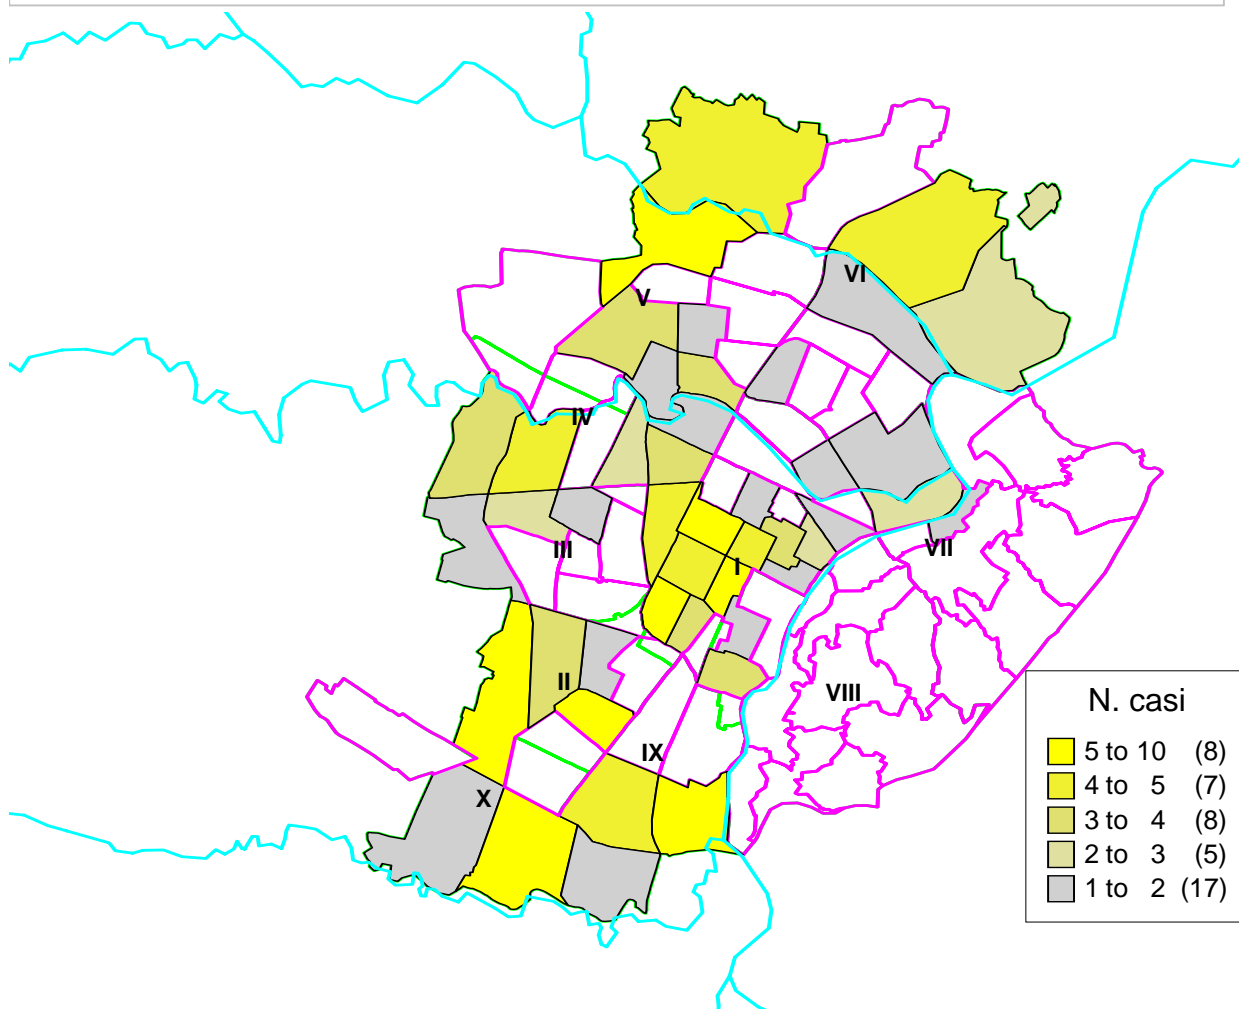 VI
V
IV
III
I
VII
II
VIII
IX
X
N. casi
5 to 10 (8)
4 to 5 (7)
3 to 4 (8)
2 to 3 (5)
1 to 2 (17)